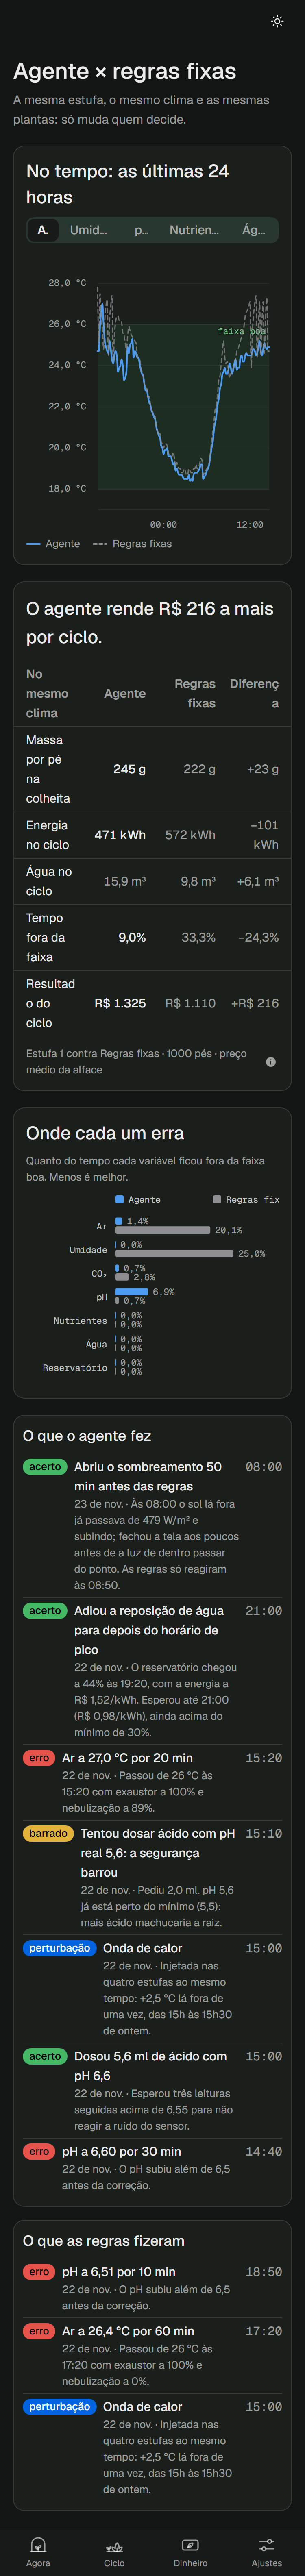 Agente × regras fixas
A mesma estufa, o mesmo clima e as mesmas
plantas: só muda quem decide.
No tempo: as últimas 24
horas
A. Umid... p... Nutrien... Ág...
28,0 °C
26,0 °C
faixa boa
24,0 °C
22,0 °C
20,0 °C
18,0 °C
00:00 12:00
Agente Regras fixas
O agente rende R$ 216 a mais
por ciclo.
No
mesmo
clima
Agente
Regras
fixas
Diferenç
a
Massa
por pé
na
colheita
245 g 222 g +23 g
Energia
no ciclo
471 kWh 572 kWh −101
kWh
Água no
ciclo
15,9 m³ 9,8 m³ +6,1 m³
Tempo
fora da
faixa
9,0% 33,3% −24,3%
Resultad
o do
ciclo
R$ 1.325 R$ 1.110 +R$ 216
Estufa 1 contra Regras fixas · 1000 pés · preço
médio da alface
Onde cada um erra
Quanto do tempo cada variável ficou fora da faixa
boa. Menos é melhor.
Agente Regras fix
Ar 1,4%
20,1%
Umidade 0,0%
25,0%
CO₂ 0,7%
2,8%
pH 6,9%
0,7%
Nutrientes 0,0%
0,0%
Água 0,0%
0,0%
Reservatório 0,0%
0,0%
O que o agente fez
acerto Abriu o sombreamento 50 08:00
min antes das regras
23 de nov. · Às 08:00 o sol lá fora
já passava de 479 W/m² e
subindo; fechou a tela aos poucos
antes de a luz de dentro passar
do ponto. As regras só reagiram
às 08:50.
acerto Adiou a reposição de água 21:00
para depois do horário de
pico
22 de nov. · O reservatório chegou
a 44% às 19:20, com a energia a
R$ 1,52/kWh. Esperou até 21:00
(R$ 0,98/kWh), ainda acima do
mínimo de 30%.
erro Ar a 27,0 °C por 20 min 15:20
22 de nov. · Passou de 26 °C às
15:20 com exaustor a 100% e
nebulização a 89%.
barrado Tentou dosar ácido com pH 15:10
real 5,6: a segurança
barrou
22 de nov. · Pediu 2,0 ml. pH 5,6
já está perto do mínimo (5,5):
mais ácido machucaria a raiz.
perturbação Onda de calor 15:00
22 de nov. · Injetada nas
quatro estufas ao mesmo
tempo: +2,5 °C lá fora de
uma vez, das 15h às 15h30
de ontem.
acerto Dosou 5,6 ml de ácido com 15:00
pH 6,6
22 de nov. · Esperou três leituras
seguidas acima de 6,55 para não
reagir a ruído do sensor.
erro pH a 6,60 por 30 min 14:40
22 de nov. · O pH subiu além de 6,5
antes da correção.
O que as regras fizeram
erro pH a 6,51 por 10 min 18:50
22 de nov. · O pH subiu além de 6,5
antes da correção.
erro Ar a 26,4 °C por 60 min 17:20
22 de nov. · Passou de 26 °C às
17:20 com exaustor a 100% e
nebulização a 0%.
perturbação Onda de calor 15:00
22 de nov. · Injetada nas
quatro estufas ao mesmo
tempo: +2,5 °C lá fora de
uma vez, das 15h às 15h30
de ontem.
Agora Ciclo Dinheiro Ajustes